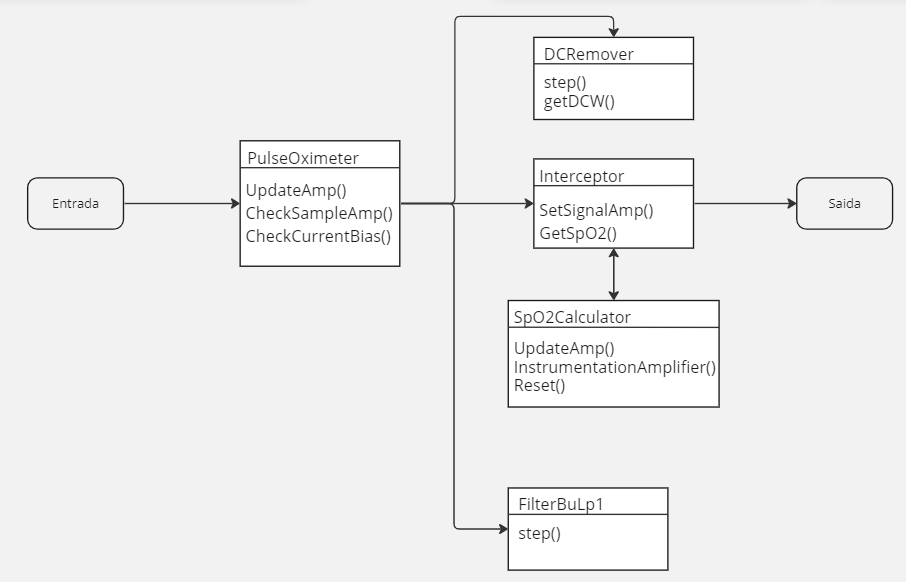 DCRemover
step()
getDCW()
PulseOximeter
UpdateAmp()
CheckSampleAmp()
CheckCurrentBias()
Entrada
Interceptor
SetSignalAmp()
GetSpO2()
Saida
SpO2Calculator
UpdateAmp()
InstrumentationAmplifier()
Reset()
FilterBuLp1
step()